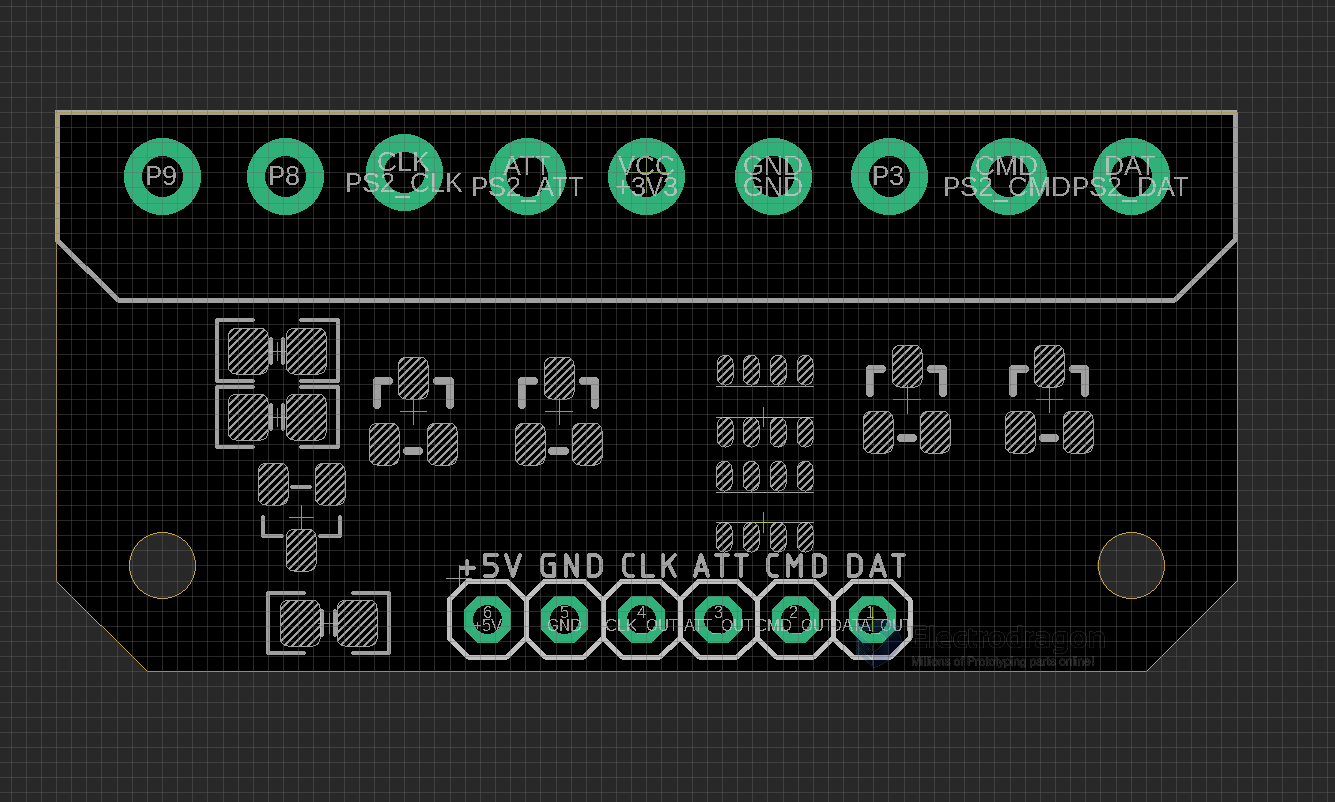 P9 P8 CLK ATT VCC GND P3 CMD DAT
PS2_CLK PS2_ATT +3V3 GND PS2_CMD PS2_DAT
+5V GND CLK ATT CMD DAT
6 5 4 3 2 1
+5V GND CLK_OUT ATT_OUT CMD_OUT DATA_OUT
Electrodragon
Millions of Prototyping parts online!